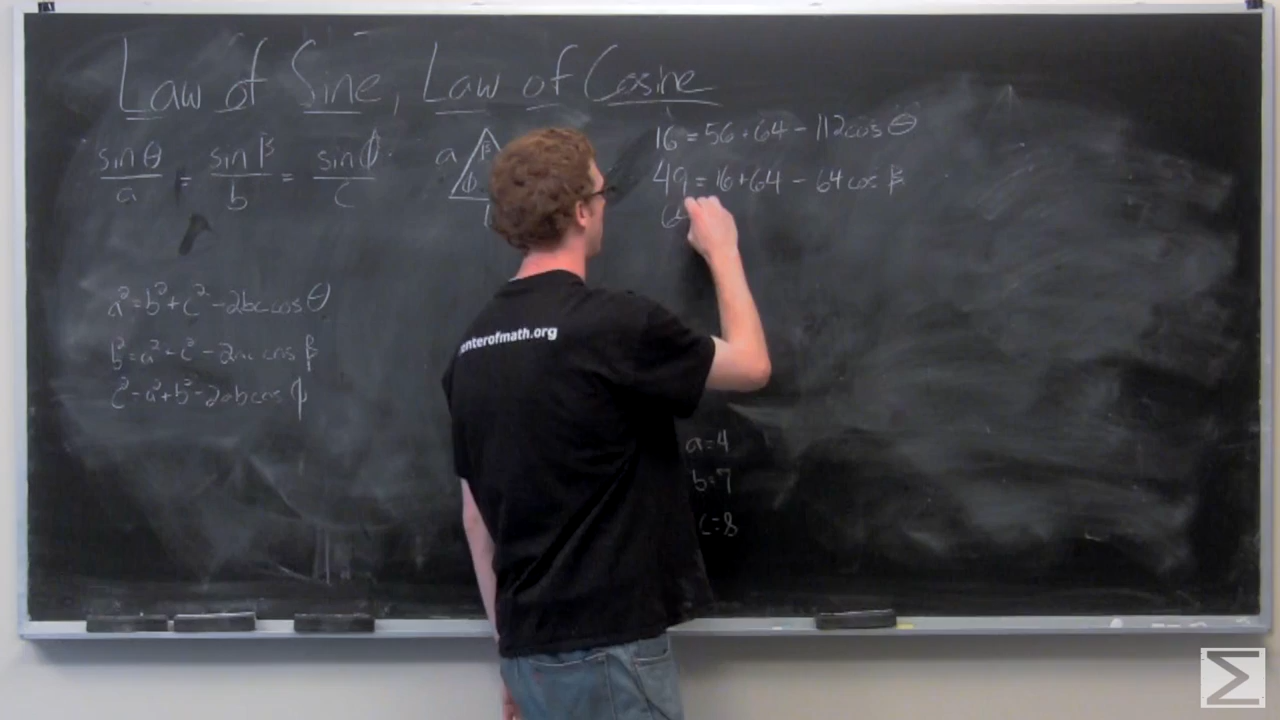 Law of Sine, Law of Cosine
sin θ / a = sin β / b = sin ϕ / c
a β ϕ
16 = 56 + 64 - 112 cos θ
49 = 16 + 64 - 64 cos β
64
a² = b² + c² - 2bc cos θ
b² = a² - c² - 2ac cos β
c² - a² + b² - 2ab cos ϕ
enterofmath.org
a = 4
b = 7
c = 8
Σ